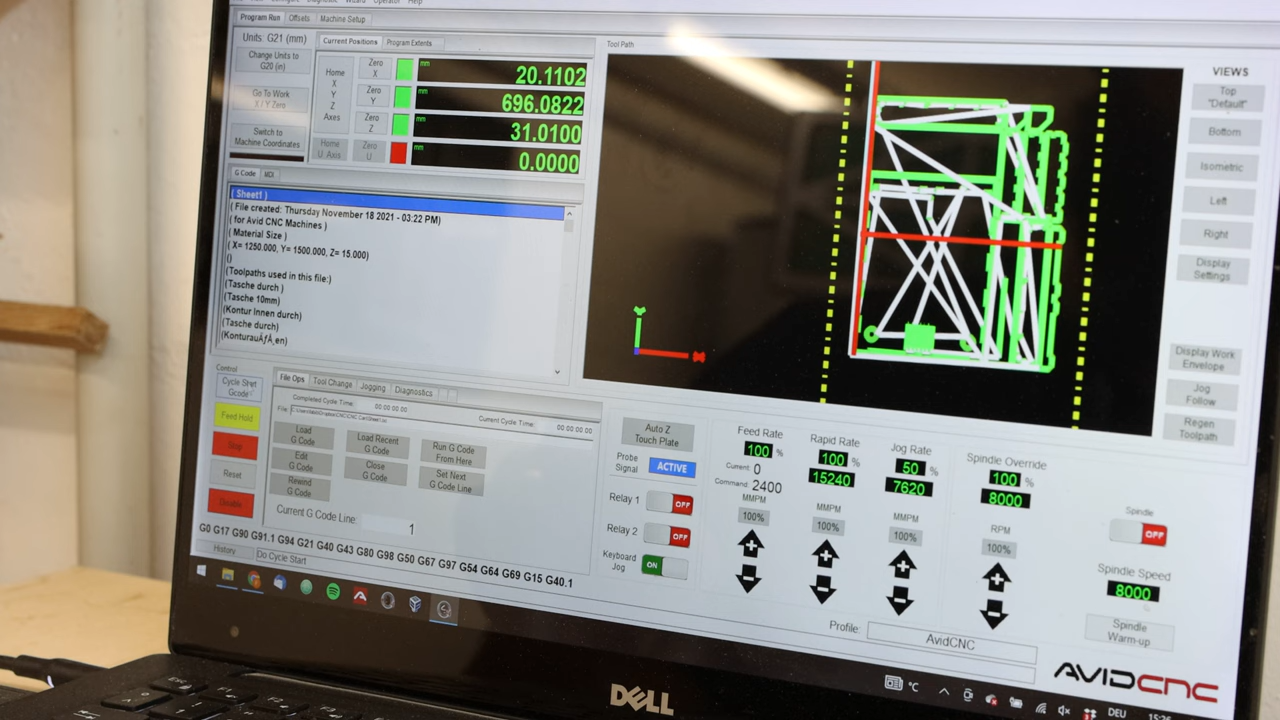 Program Run Offsets Machine Setup
Units: G21 (mm)
Change Units to
G20 (in)
Go To Work
X / Y Zero
Switch to
Machine Coordinates
Current Positions Program Extents
Home
X
Y
Z
Axes
Home
U Axis
Zero
X
mm 20.1102
Zero
Y
mm 696.0822
Zero
Z
mm 31.0100
Zero
U
mm 0.0000
G Code MDI
( Sheet1 )
( File created: Thursday November 18 2021 - 03:22 PM)
( for Avid CNC Machines )
( Material Size )
( X= 1250.000, Y= 1500.000, Z= 15.000)
()
(Toolpaths used in this file:)
(Tasche durch )
(Tasche 10mm)
(Kontur Innen durch)
(Tasche durch)
Tool Path
VIEWS
Top
"Default"
Bottom
Isometric
Left
Right
Display
Settings
Display Work
Envelope
Jog
Follow
Regen
Toolpath
Control
Cycle Start
Gcode
Feed Hold
Stop
Reset
Disable
File Ops Tool Change Jogging Diagnostics
Completed Cycle Time: 00:00:00.00
Current Cycle Time: 00:00:00.00
File:
Load
G Code
Load Recent
G Code
Run G Code
From Here
Edit
G Code
Close
G Code
Set Next
G Code Line
Rewind
G Code
Current G Code Line: 1
G0 G17 G90 G91.1 G94 G21 G40 G43 G80 G98 G50 G67 G97 G54 G64 G69 G15 G40.1
History Do Cycle Start
Auto Z
Touch Plate
Probe
Signal
ACTIVE
Relay 1 OFF
Relay 2 OFF
Keyboard
Jog
ON
Feed Rate
100 %
Current: 0
Command: 2400
MMPM
100%
Rapid Rate
100 %
15240
MMPM
100%
Jog Rate
50 %
7620
MMPM
100%
Spindle Override
100 %
8000
RPM
100%
Spindle
OFF
Spindle Speed
8000
Spindle
Warm-up
Profile: AvidCNC
AVIDCNC
°C
DEU
15:26
DELL
Esc